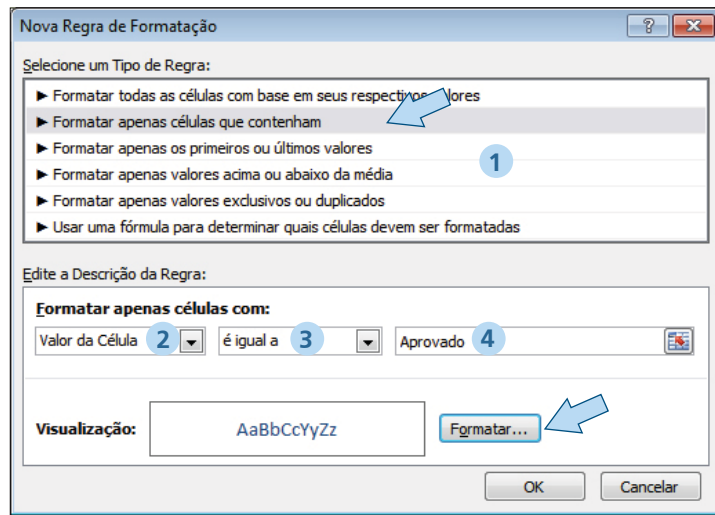 Nova Regra de Formatação
Selecione um Tipo de Regra:
► Formatar todas as células com base em seus respectivos valores
► Formatar apenas células que contenham
► Formatar apenas os primeiros ou últimos valores
1
► Formatar apenas valores acima ou abaixo da média
► Formatar apenas valores exclusivos ou duplicados
► Usar uma fórmula para determinar quais células devem ser formatadas
Edite a Descrição da Regra:
Formatar apenas células com:
Valor da Célula 2 é igual a 3 Aprovado 4
Visualização: AaBbCcYyZz Formatar...
OK Cancelar